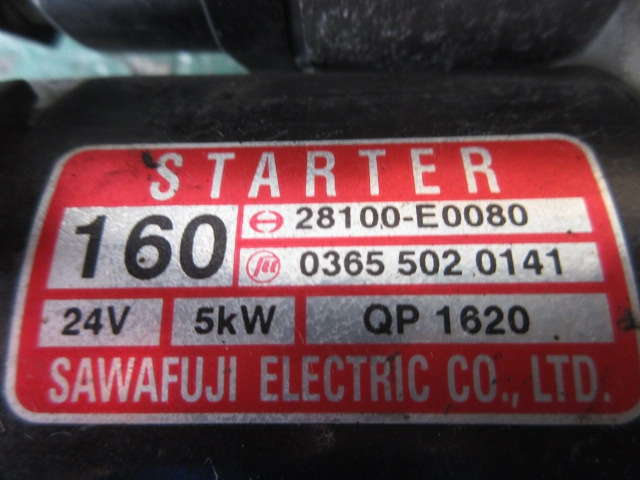 STARTER
160
28100-E0080
0365 502 0141
24V 5kW QP 1620
SAWAFUJI ELECTRIC CO., LTD.